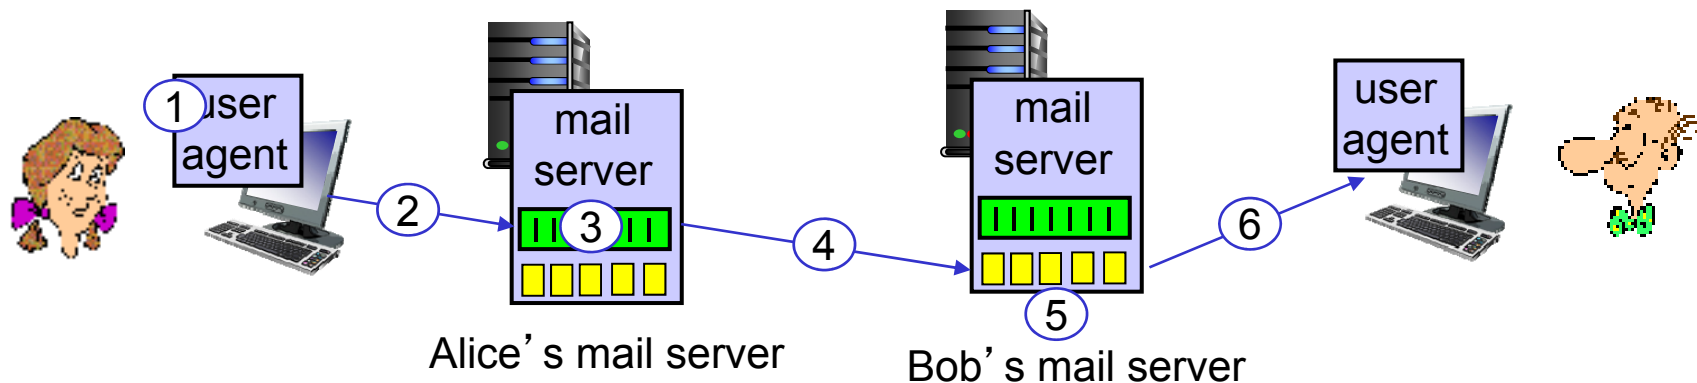 1
user
agent
2
mail
server
3
Alice’s mail server
4
mail
server
5
Bob’s mail server
6
user
agent